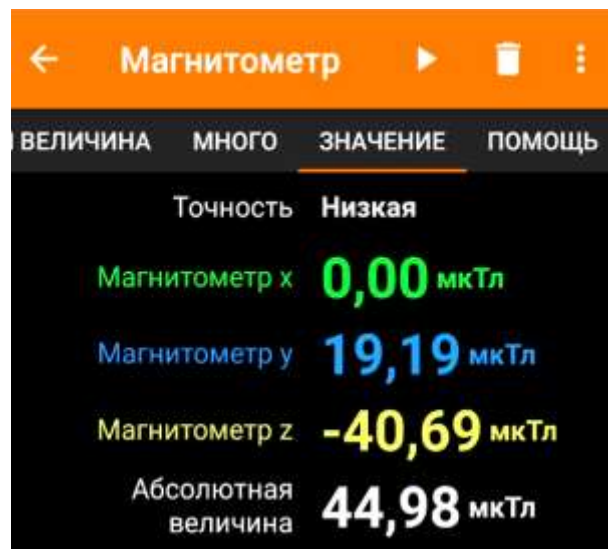 Магнитометр
ВЕЛИЧИНА МНОГО ЗНАЧЕНИЕ ПОМОЩЬ
Точность Низкая
Магнитометр x 0,00 мкТл
Магнитометр y 19,19 мкТл
Магнитометр z -40,69 мкТл
Абсолютная
величина 44,98 мкТл